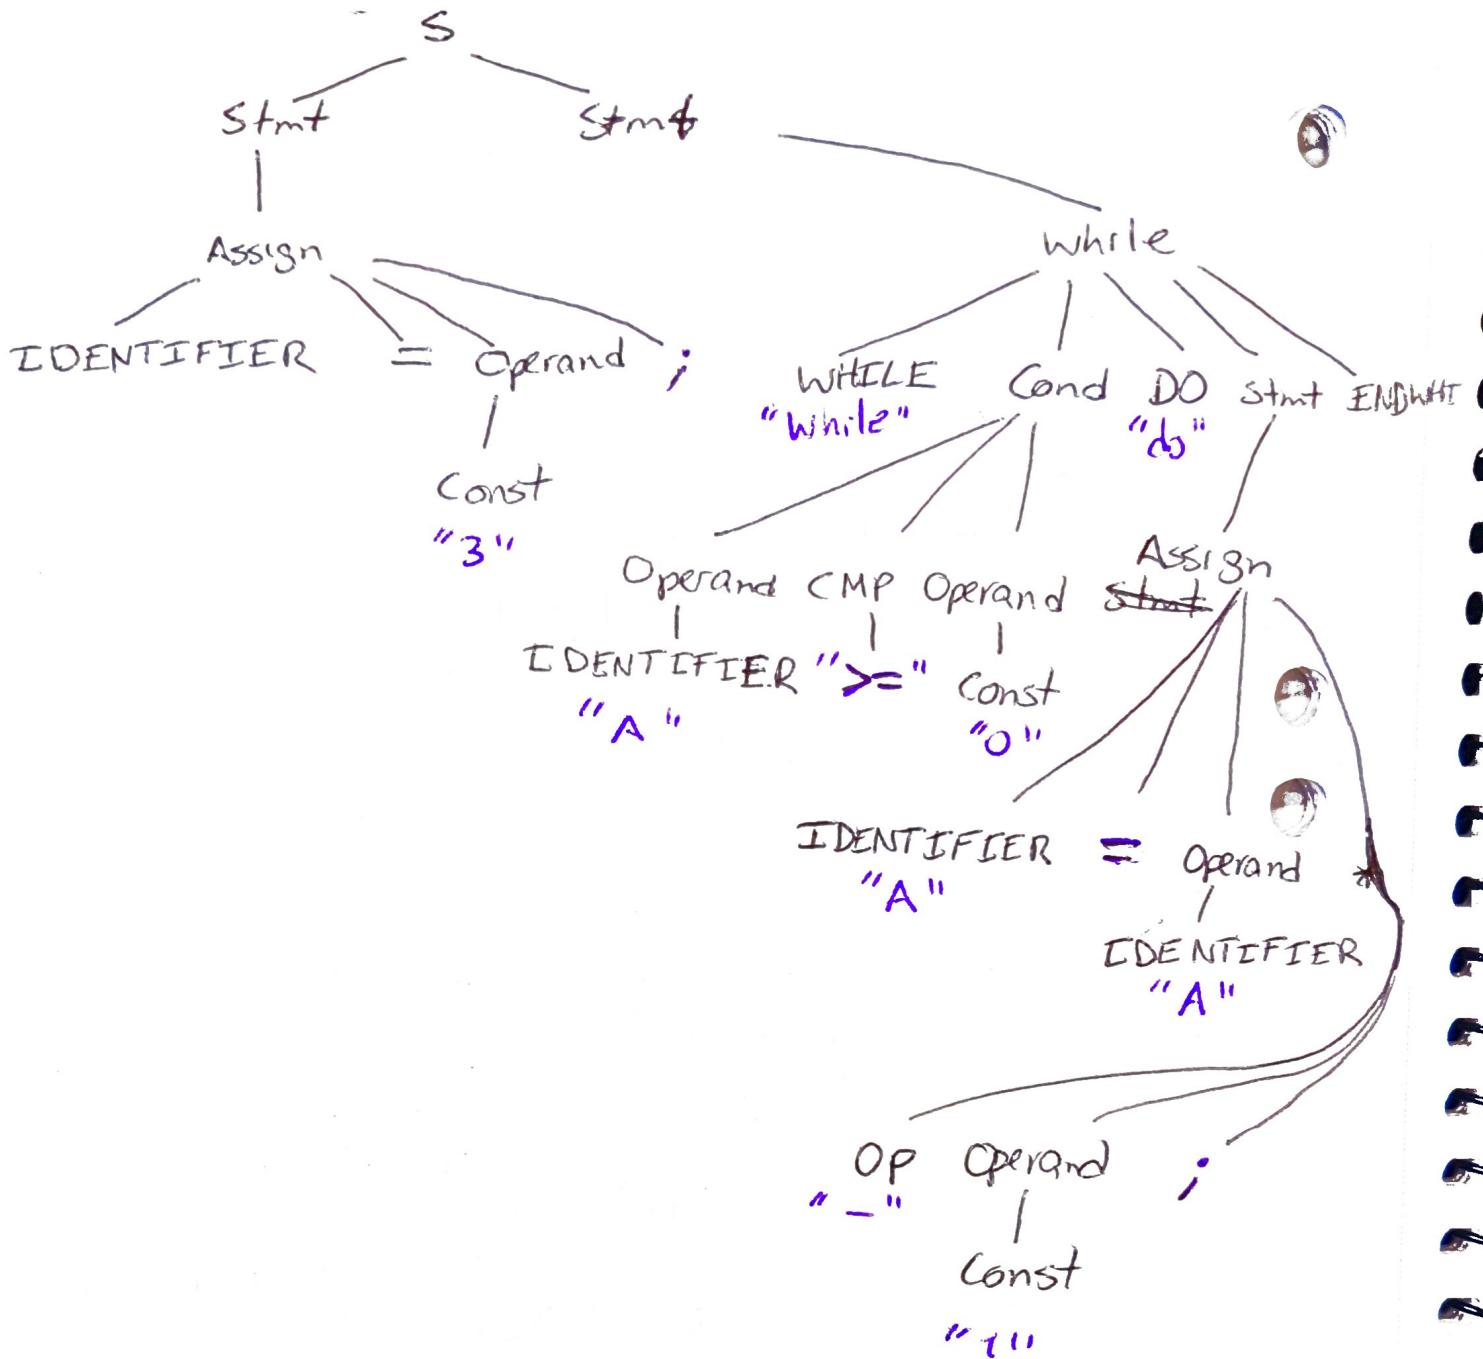 S
Stmt Stmt
while
Assign
IDENTIFIER = Operand ;
WHILE Cond DO Stmt ENDWHI
"While" "do"
Const
"3"
Assign
Operand CMP Operand Stmt
IDENTIFIER ">=" Const
"A" "0"
IDENTIFIER = Operand
"A"
IDENTIFIER
"A"
OP Operand ;
"-"
Const
"1"